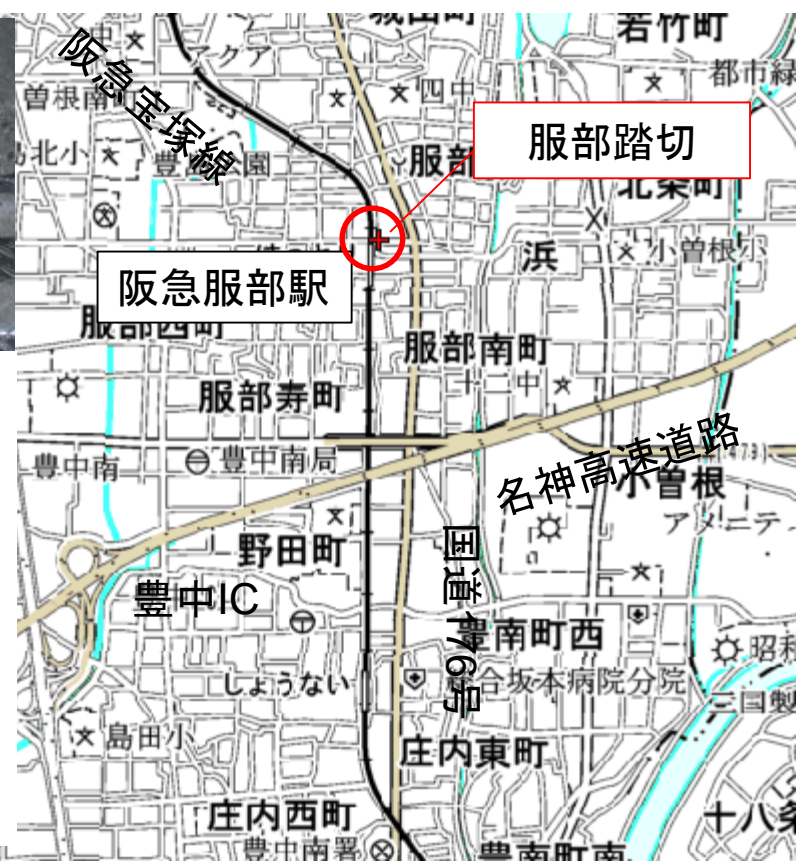 城山町
若竹町
中
阪急宝塚線
アクア
都市緑
曽根南
四中
服部踏切
島北小
豊
園
服部
北条町
浜
小曽根小
阪急服部駅
服部西町
服部南町
十二中
服部寿町
豊中南
豊中南局
名神高速道路
(479)
小曽根
アメニティ
野田町
国道176号
豊中IC
豊南町西
昭和
しょうない
合坂本病院分院
三国製
島田小
庄内東町
庄内西町
十八条
豊中南署
豊南町南